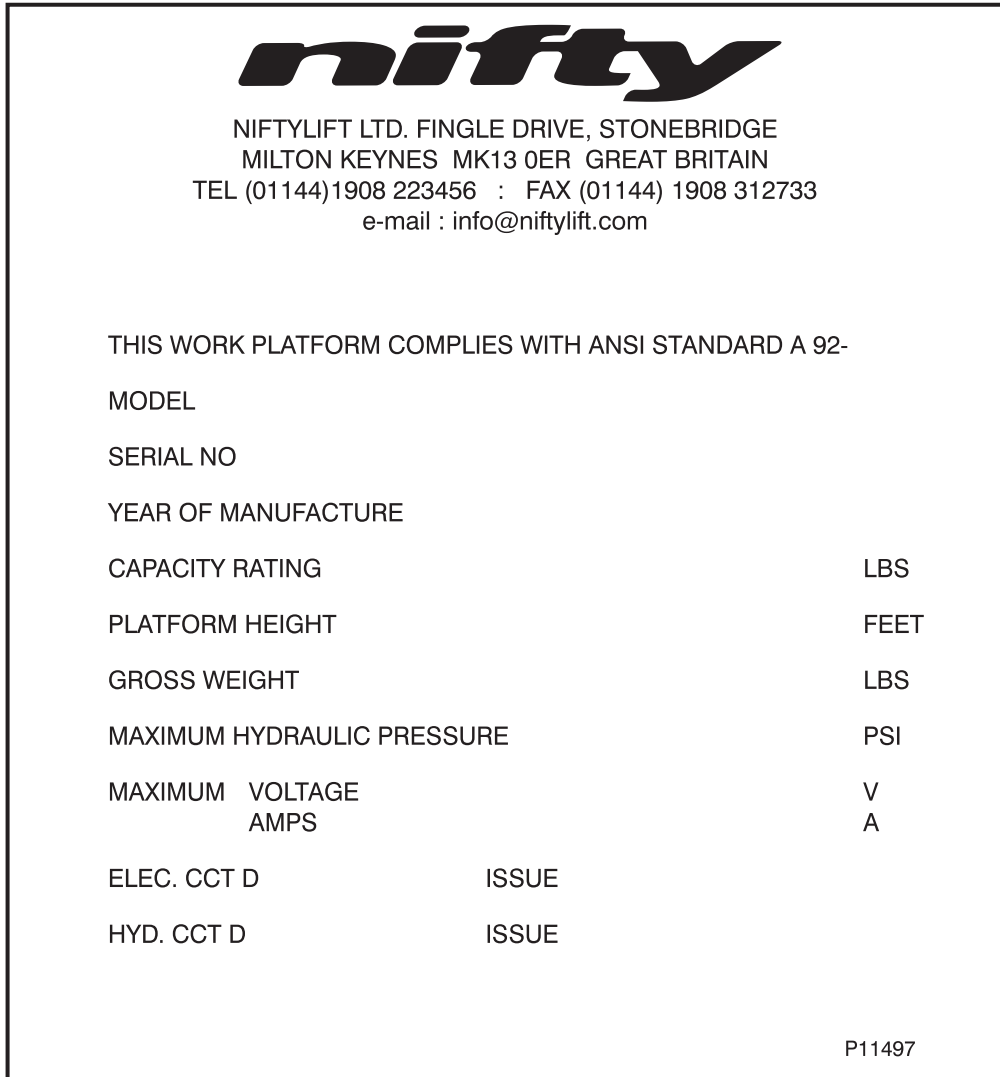 nifty
NIFTYLIFT LTD. FINGLE DRIVE, STONEBRIDGE
MILTON KEYNES MK13 0ER GREAT BRITAIN
TEL (01144)1908 223456 : FAX (01144) 1908 312733
e-mail : info@niftylift.com
THIS WORK PLATFORM COMPLIES WITH ANSI STANDARD A 92-
MODEL
SERIAL NO
YEAR OF MANUFACTURE
CAPACITY RATING LBS
PLATFORM HEIGHT FEET
GROSS WEIGHT LBS
MAXIMUM HYDRAULIC PRESSURE PSI
MAXIMUM VOLTAGE V
AMPS A
ELEC. CCT D ISSUE
HYD. CCT D ISSUE
P11497